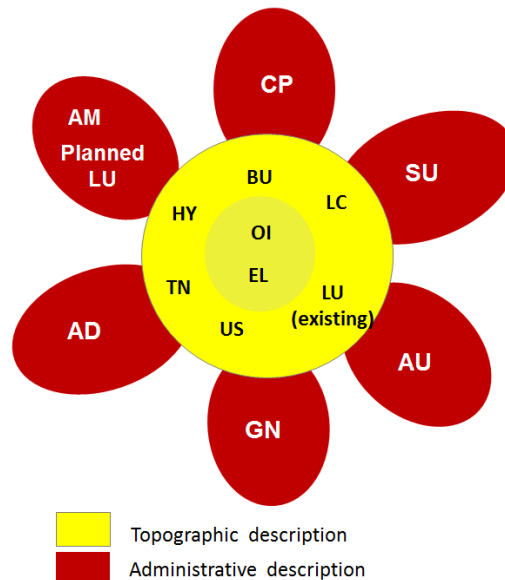 CP
AM
Planned
LU
SU
BU
LC
HY
OI
EL
TN
LU
(existing)
US
AD
AU
GN
Topographic description
Administrative description